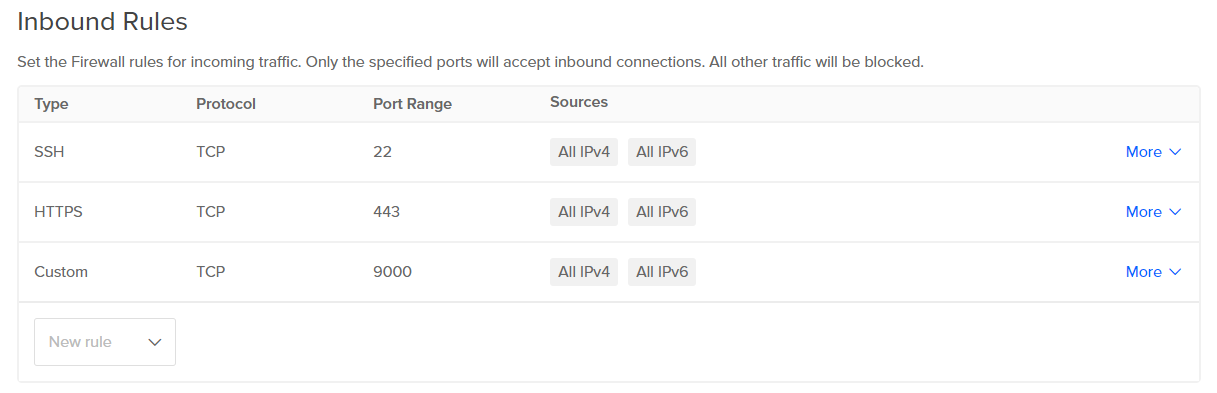 Inbound Rules
Set the Firewall rules for incoming traffic. Only the specified ports will accept inbound connections. All other traffic will be blocked.
Type Protocol Port Range Sources
SSH TCP 22 All IPv4 All IPv6 More
HTTPS TCP 443 All IPv4 All IPv6 More
Custom TCP 9000 All IPv4 All IPv6 More
New rule